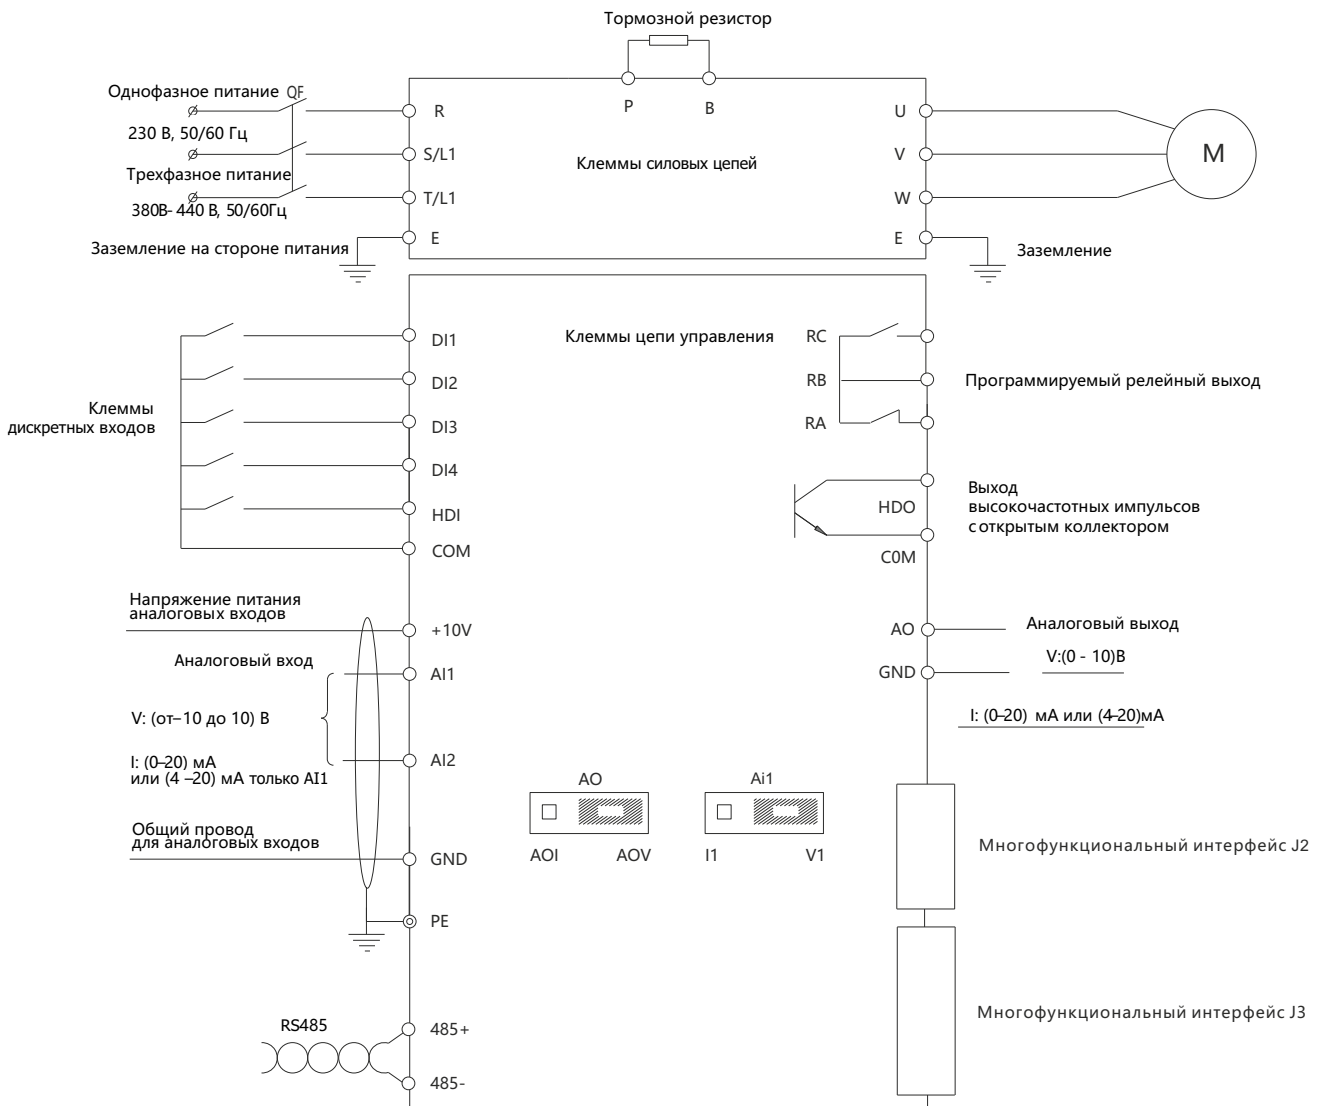 Тормозной резистор
P
B
Однофазное питание
QF
230 В, 50/60 Гц
Трехфазное питание
380В- 440 В, 50/60Гц
Заземление на стороне питания
R
S/L1
T/L1
E
Клеммы силовых цепей
U
V
W
E
M
Заземление
Клеммы
дискретных входов
DI1
DI2
DI3
DI4
HDI
COM
Клеммы цепи управления
RC
RB
RA
Программируемый релейный выход
HDO
C0M
Выход
высокочастотных импульсов
с открытым коллектором
Напряжение питания
аналоговых входов
+10V
Аналоговый вход
AI1
V: (от–10 до 10) В
I: (0–20) мА
или (4 –20) мА только AI1
AI2
Общий провод
для аналоговых входов
GND
PE
AO
GND
Аналоговый выход
V:(0 - 10)В
I: (0–20) мА или (4–20)мА
AO
AOI
AOV
Ai1
I1
V1
Многофункциональный интерфейс J2
Многофункциональный интерфейс J3
RS485
485+
485-